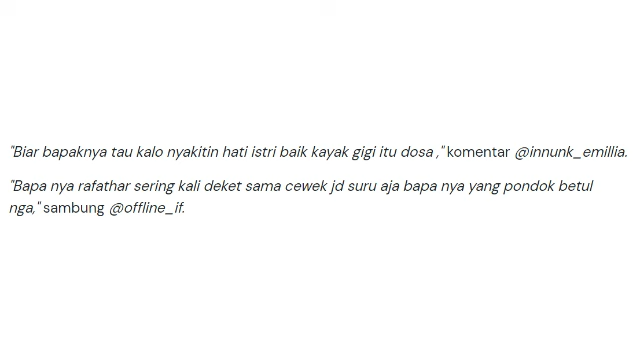 "Biar bapaknya tau kalo nyakitin hati istri baik kayak gigi itu dosa ," komentar @innunk_emillia.
"Bapa nya rafathar sering kali deket sama cewek jd suru aja bapa nya yang pondok betul
nga," sambung @offline_if.